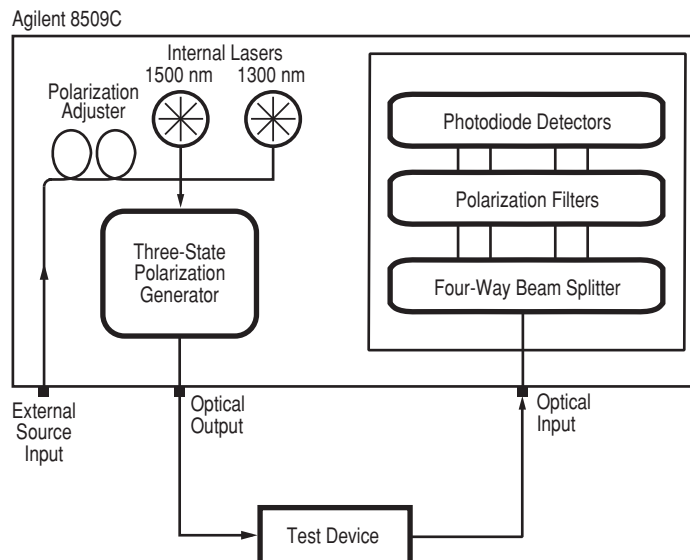 Agilent 8509C
Internal Lasers
1500 nm 1300 nm
Polarization
Adjuster
Three-State
Polarization
Generator
Photodiode Detectors
Polarization Filters
Four-Way Beam Splitter
External
Source
Input
Optical
Output
Optical
Input
Test Device